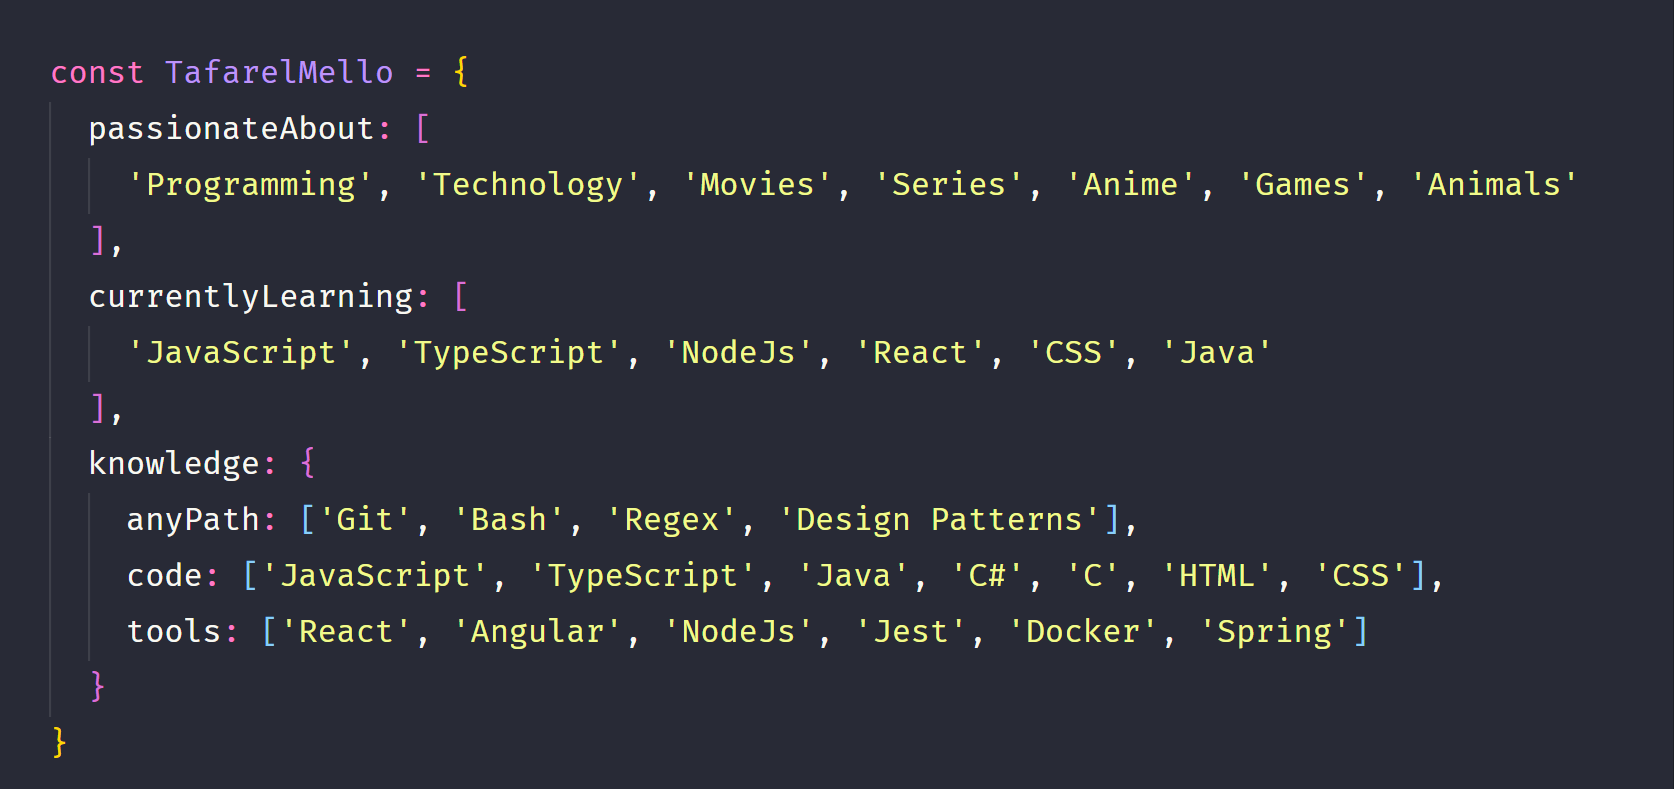 const TafarelMello = {
passionateAbout: [
'Programming', 'Technology', 'Movies', 'Series', 'Anime', 'Games', 'Animals'
],
currentlyLearning: [
'JavaScript', 'TypeScript', 'NodeJs', 'React', 'CSS', 'Java'
],
knowledge: {
anyPath: ['Git', 'Bash', 'Regex', 'Design Patterns'],
code: ['JavaScript', 'TypeScript', 'Java', 'C#', 'C', 'HTML', 'CSS'],
tools: ['React', 'Angular', 'NodeJs', 'Jest', 'Docker', 'Spring']
}
}